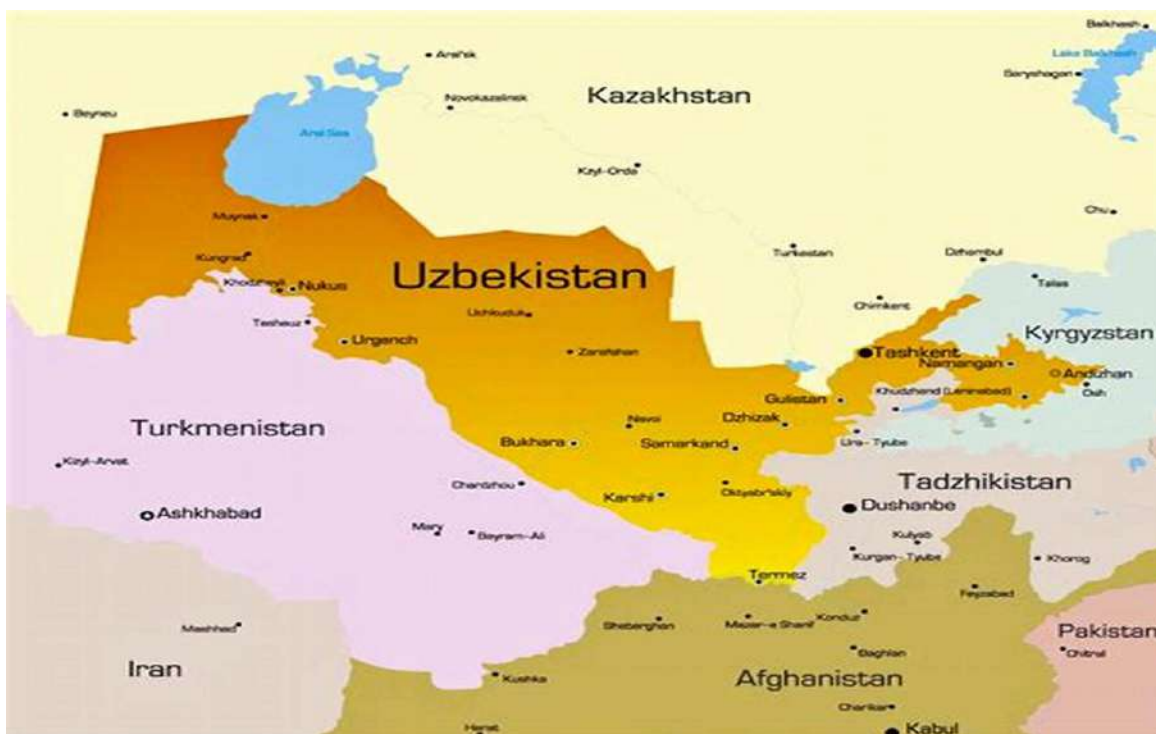 Balkhash
Aral'sk
Lake Balkhash
Saryshagan
Kazakhstan
Novokazalinsk
Beyneu
Aral Sea
Kzyl-Orda
Chu
Muynak
Turkestan
Dzhambul
Kungrad
Uzbekistan
Talas
Khodzheyli
Nukus
Chimkent
Uchkuduk
Teshauz
Kyrgyzstan
Urgench
Zarafshan
Tashkent
Namangan
Andizhan
Khudzhend (Leninabad)
Osh
Gulistan
Turkmenistan
Navoi
Dzhizak
Bukhara
Samarkand
Ura-Tyube
Kizyl-Arvat
Chardzhou
Karshi
Oktyabr'skiy
Tadzhikistan
Ashkhabad
Dushanbe
Mary
Bayram-Ali
Kulyab
Kurgan-Tyube
Khorog
Termez
Feyzabad
Mashhad
Sheberghan
Mazar-e Sharif
Konduz
Pakistan
Iran
Baghlan
Chitral
Kushka
Afghanistan
Charikar
Herat
Kabul